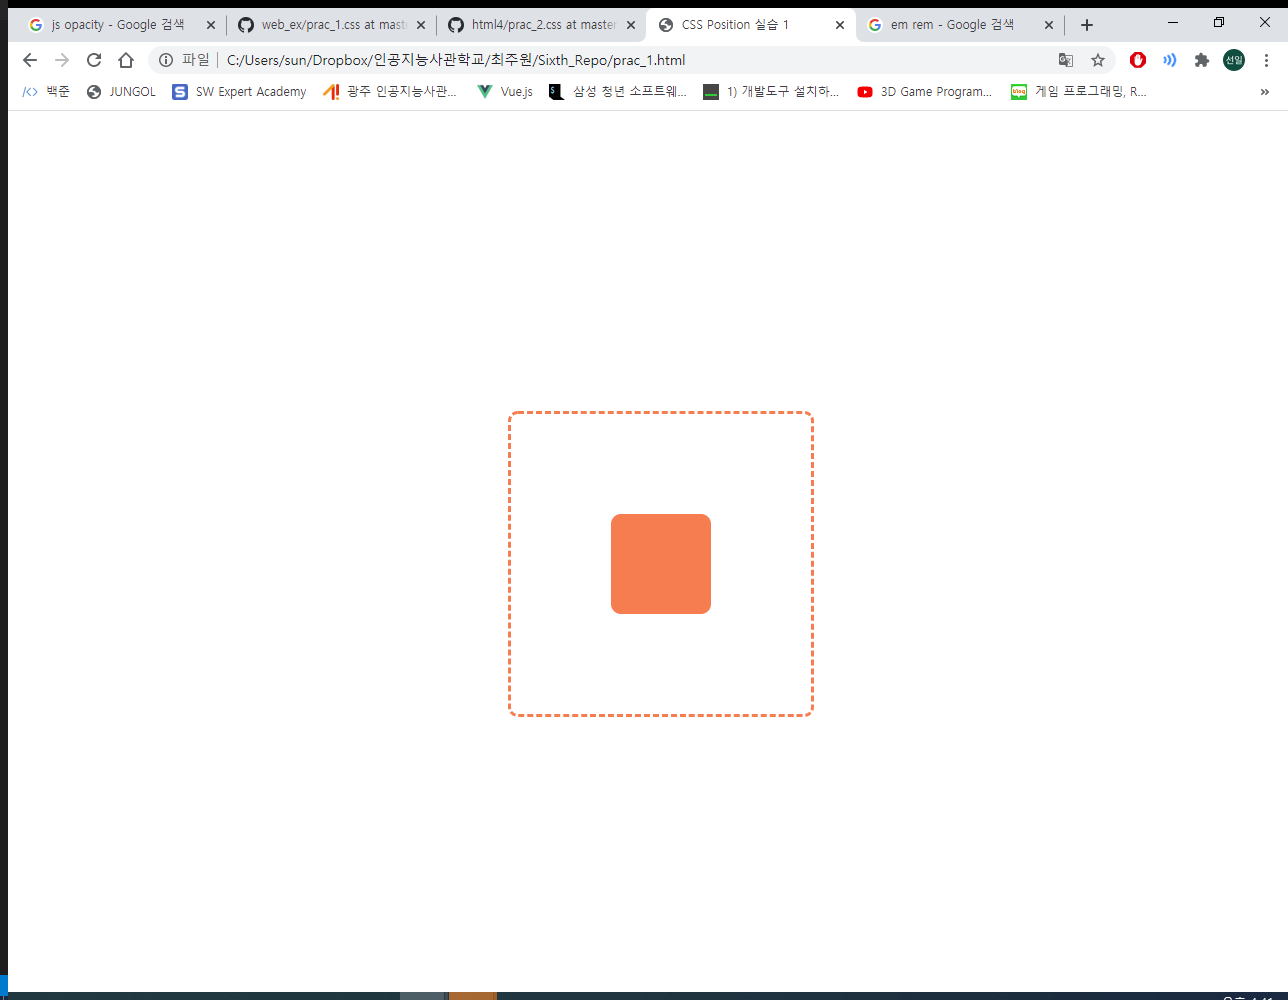 js opacity - Google 검색
web_ex/prac_1.css at mast
html4/prac_2.css at master
CSS Position 실습 1
em rem - Google 검색
파일 C:/Users/sun/Dropbox/인공지능사관학교/최주원/Sixth_Repo/prac_1.html
선일
백준
JUNGOL
SW Expert Academy
광주 인공지능사관...
Vue.js
삼성 청년 소프트웨...
1) 개발도구 설치하...
3D Game Program...
blog
게임 프로그래밍, R...